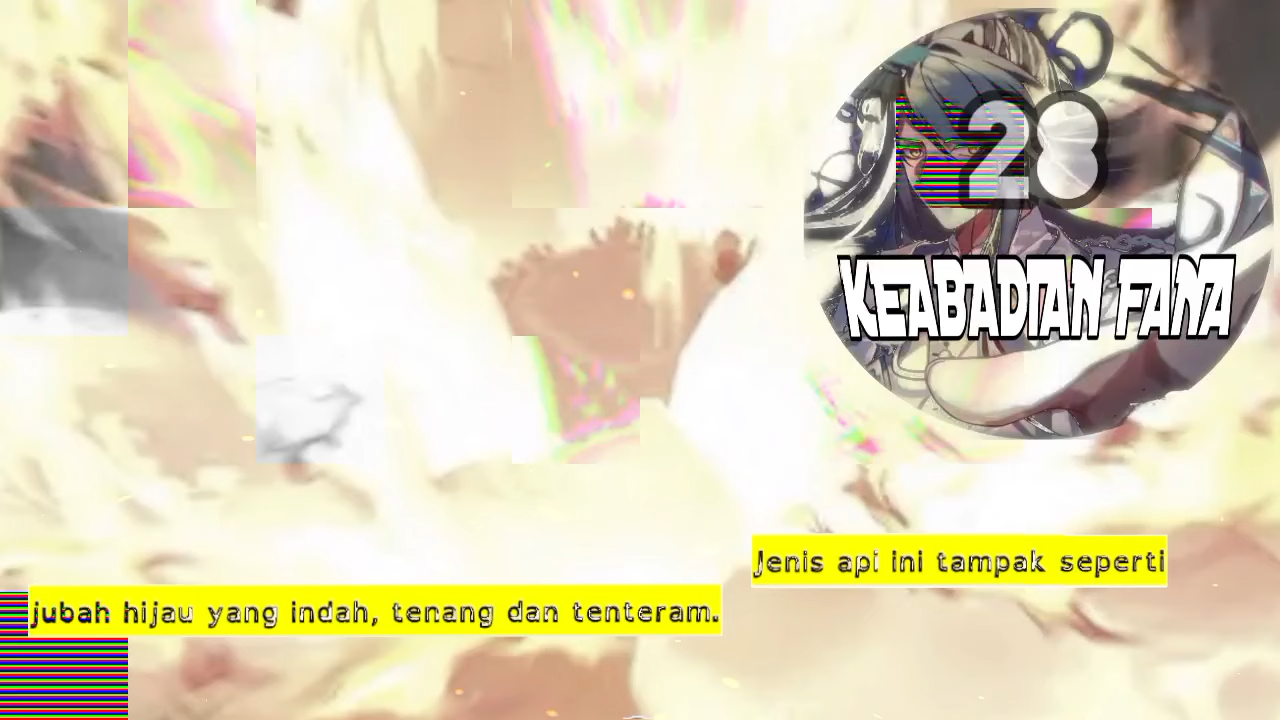 28
KEABADIAN FANA
Jenis api ini tampak seperti
jubah hijau yang indah, tenang dan tenteram.